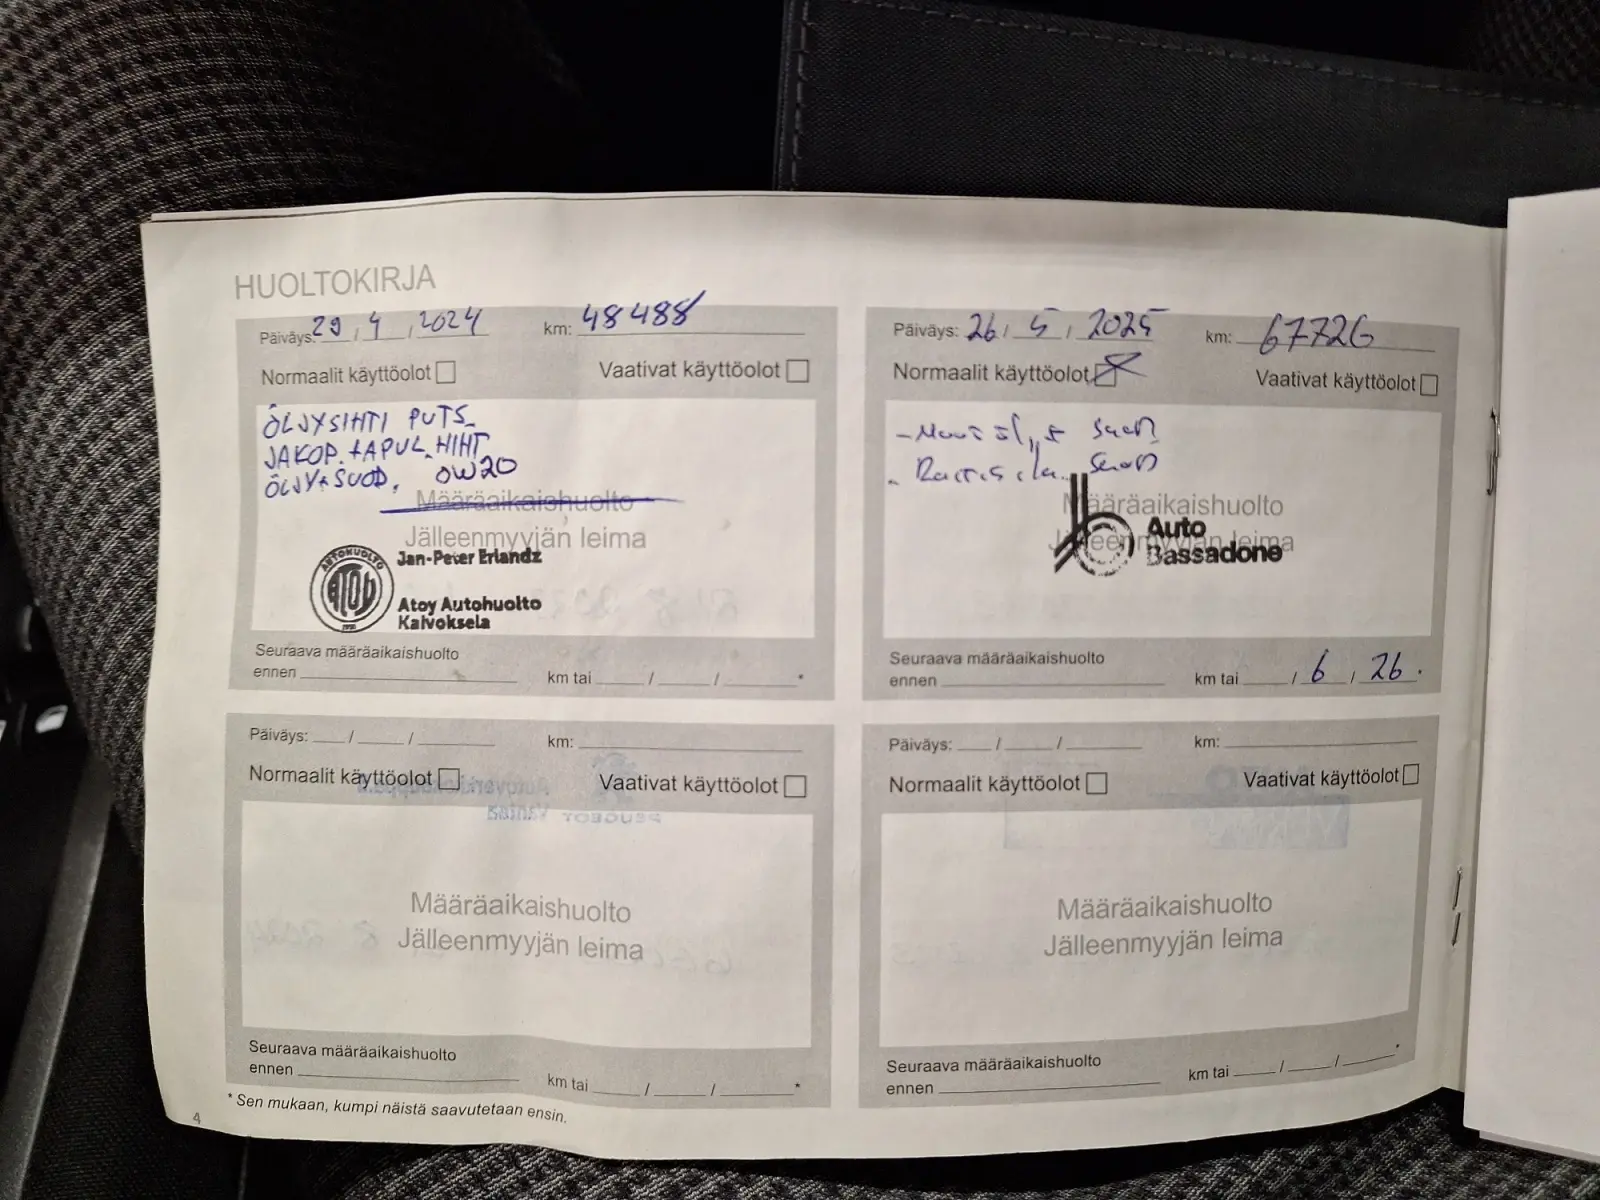 HUOLTOKIRJA
Päiväys: 29 / 4 / 2024 km: 48488
Normaalit käyttöolot Vaativat käyttöolot
ÖLJYSIHTI PUTS.
JAKOP. + APUL. HIHT
ÖLJY + SUOD. 0W20
Määräaikaishuolto
Jälleenmyyjän leima
AUTOHUOLTO
ATOY
Jan-Peter Erlandz
Atoy Autohuolto
Kaivoksela
Seuraava määräaikaishuolto
ennen km tai / / *
Päiväys: 26 / 5 / 2025 km: 67726
Normaalit käyttöolot Vaativat käyttöolot
Määräaikaishuolto
Jälleenmyyjän leima
Auto
Bassadone
Seuraava määräaikaishuolto
ennen km tai / 6 / 26.
Päiväys: / / km:
Normaalit käyttöolot Vaativat käyttöolot
Määräaikaishuolto
Jälleenmyyjän leima
Seuraava määräaikaishuolto
ennen km tai / / *
Päiväys: / / km:
Normaalit käyttöolot Vaativat käyttöolot
Määräaikaishuolto
Jälleenmyyjän leima
Seuraava määräaikaishuolto
ennen km tai / / *
* Sen mukaan, kumpi näistä saavutetaan ensin.
4